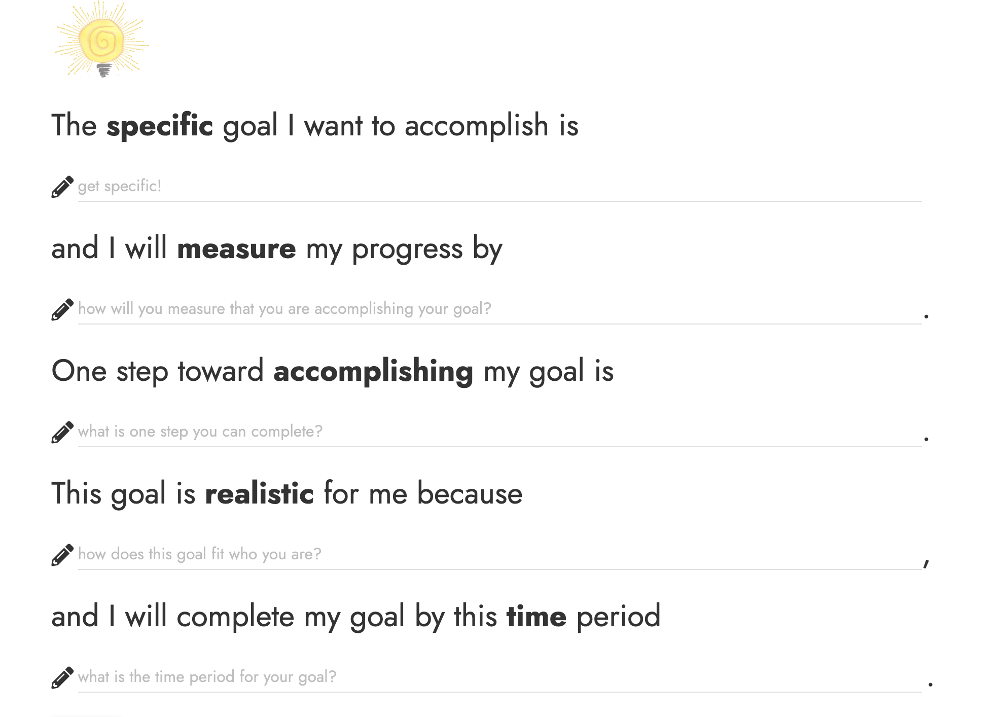 The specific goal I want to accomplish is
get specific!
and I will measure my progress by
how will you measure that you are accomplishing your goal?
.
One step toward accomplishing my goal is
what is one step you can complete?
.
This goal is realistic for me because
how does this goal fit who you are?
,
and I will complete my goal by this time period
what is the time period for your goal?
.